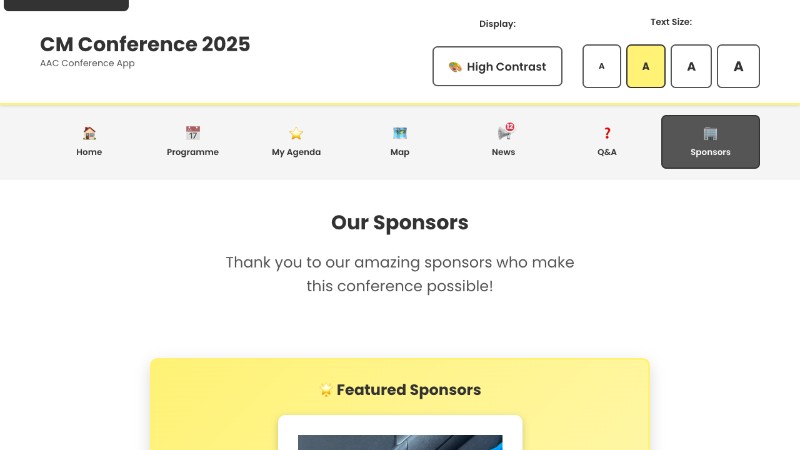 CM Conference 2025
AAC Conference App
Display:
High Contrast
Text Size:
A A A A
Home
Programme
My Agenda
Map
12
News
Q&A
Sponsors
17
Our Sponsors
Thank you to our amazing sponsors who make
this conference possible!
Featured Sponsors